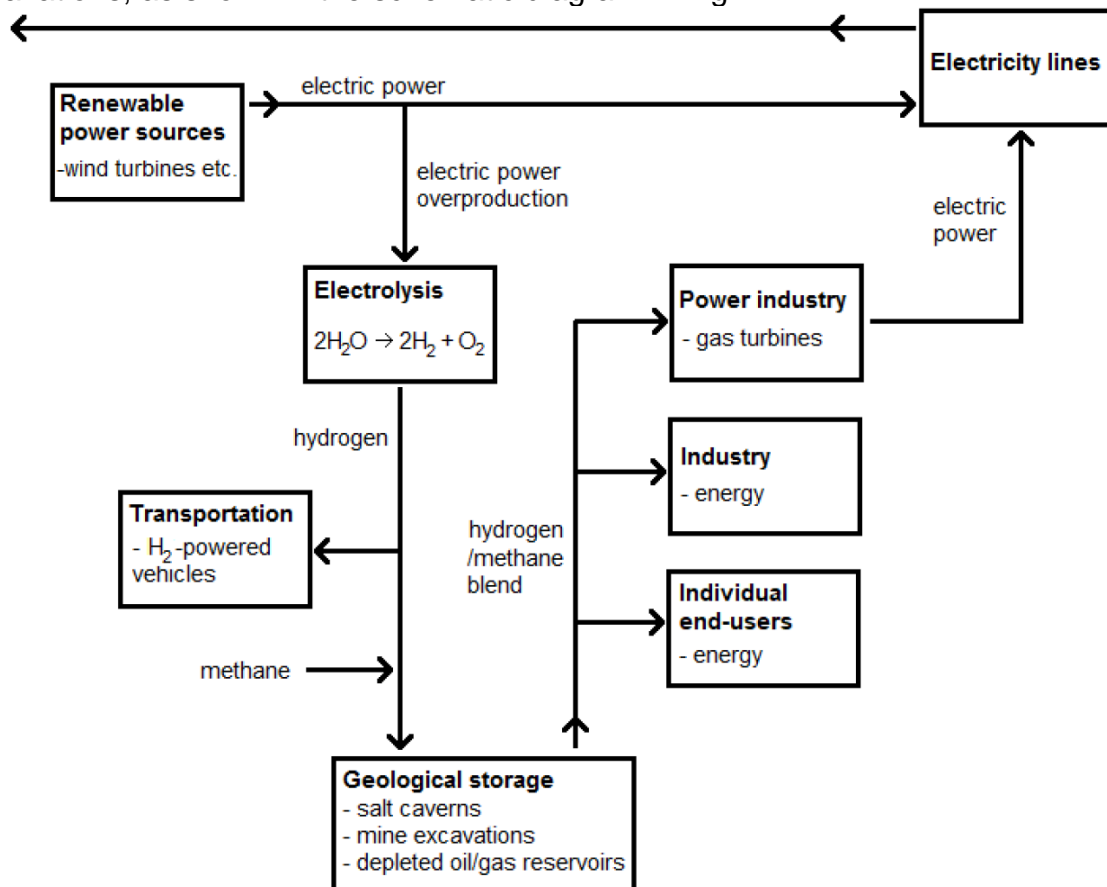 Electricity lines
electric power
Renewable
power sources
-wind turbines etc.
electric power
overproduction
electric
power
Electrolysis
2H₂O → 2H₂ + O₂
Power industry
- gas turbines
hydrogen
Industry
- energy
Transportation
- H₂-powered
vehicles
hydrogen
/methane
blend
Individual
end-users
- energy
methane
Geological storage
- salt caverns
- mine excavations
- depleted oil/gas reservoirs